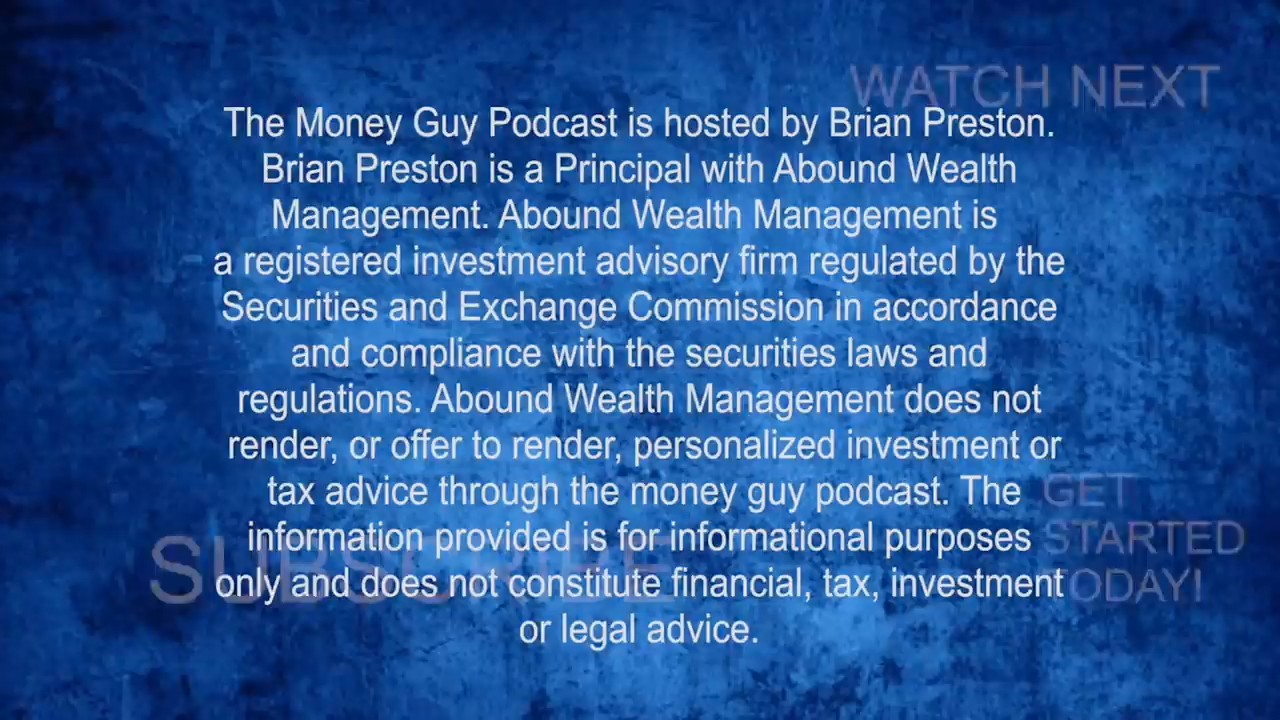 WATCH NEXT
The Money Guy Podcast is hosted by Brian Preston.
Brian Preston is a Principal with Abound Wealth
Management. Abound Wealth Management is
a registered investment advisory firm regulated by the
Securities and Exchange Commission in accordance
and compliance with the securities laws and
regulations. Abound Wealth Management does not
render, or offer to render, personalized investment or
tax advice through the money guy podcast. The
information provided is for informational purposes
only and does not constitute financial, tax, investment
or legal advice.
SUBSCRIBE
GET
STARTED
TODAY!